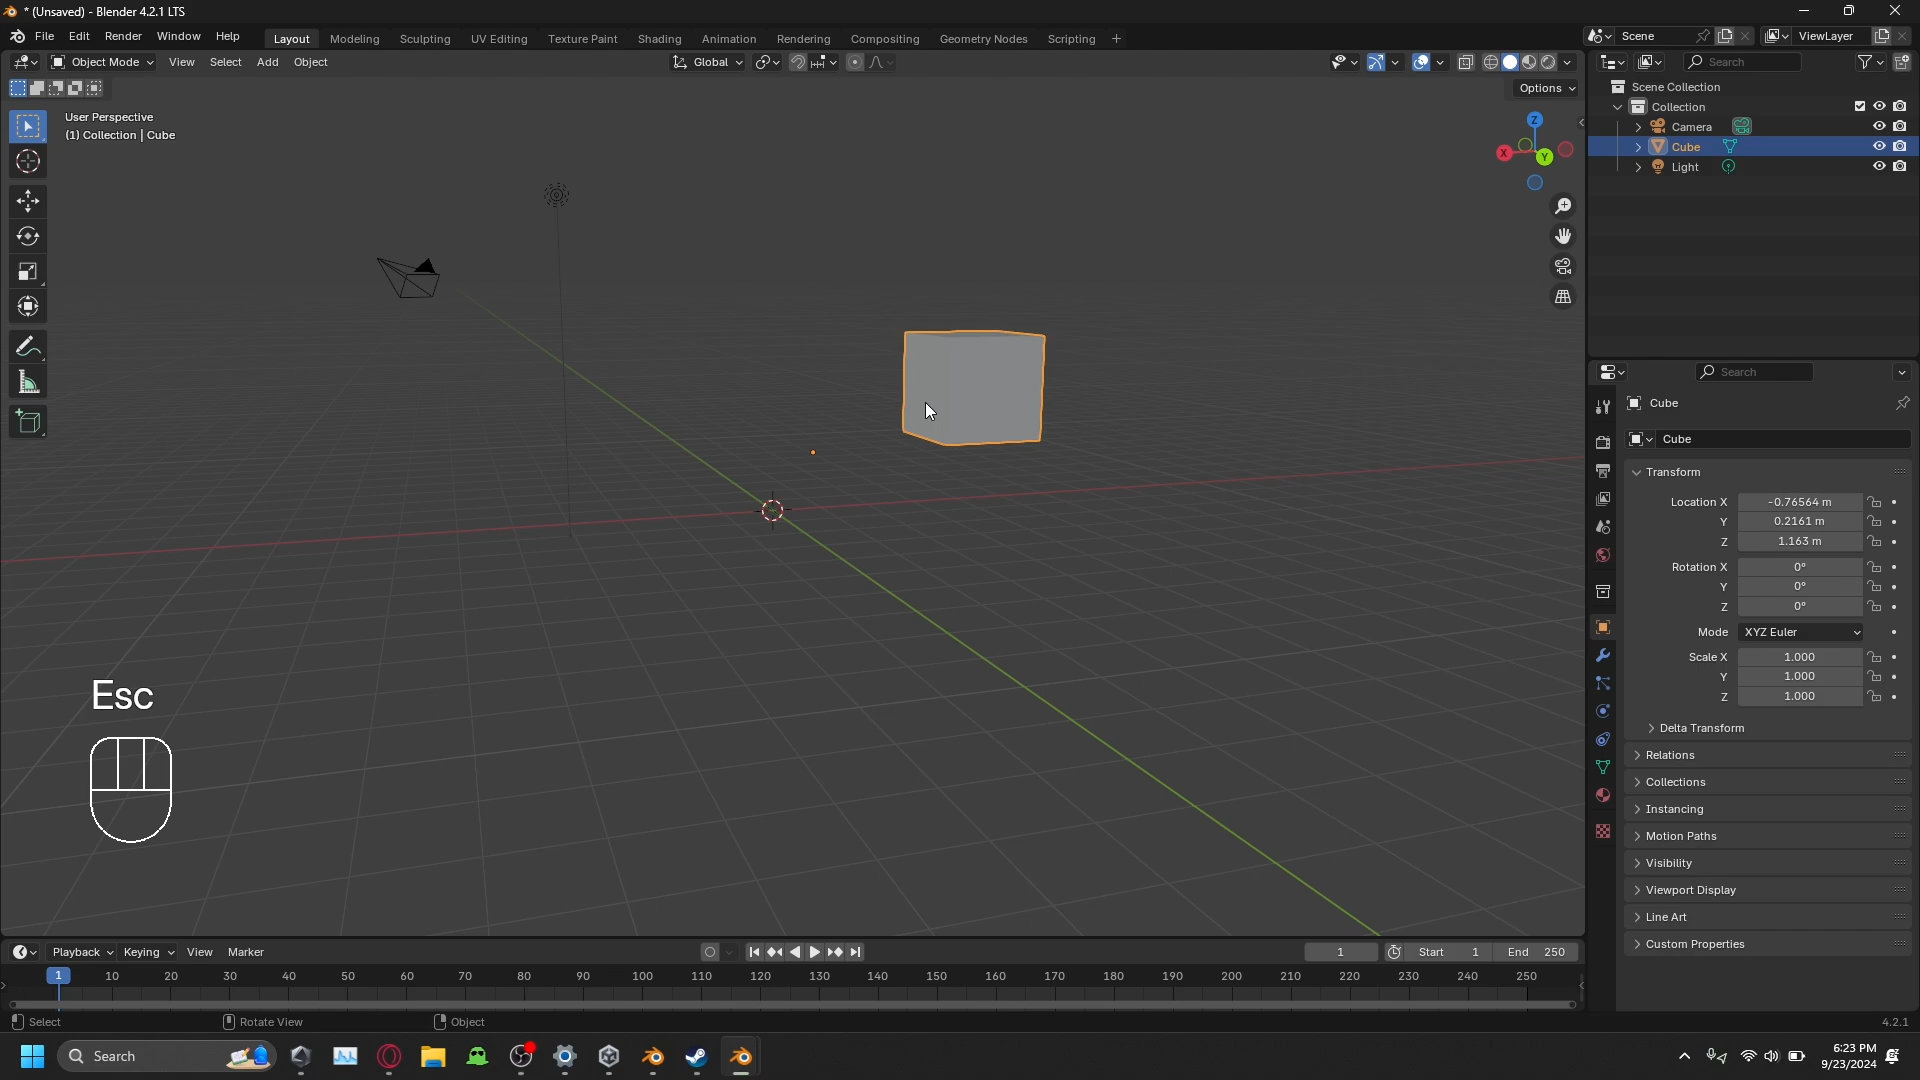 * (Unsaved) - Blender 4.2.1 LTS
File Edit Render Window Help
Layout Modeling Sculpting UV Editing Texture Paint Shading Animation Rendering Compositing Geometry Nodes Scripting +
Scene
ViewLayer
Object Mode View Select Add Object
Global
Search
Options
User Perspective
(1) Collection | Cube
Z
X
Y
Scene Collection
Collection
Camera
Cube
Light
Search
Cube
Cube
Transform
Location X -0.76564 m
Y 0.2161 m
Z 1.163 m
Rotation X 0°
Y 0°
Z 0°
Mode XYZ Euler
Scale X 1.000
Y 1.000
Z 1.000
Delta Transform
Relations
Collections
Instancing
Motion Paths
Visibility
Viewport Display
Line Art
Custom Properties
Esc
Playback Keying View Marker
1 Start 1 End 250
1 10 20 30 40 50 60 70 80 90 100 110 120 130 140 150 160 170 180 190 200 210 220 230 240 250
Select Rotate View Object
4.2.1
Search
6:23 PM
9/23/2024